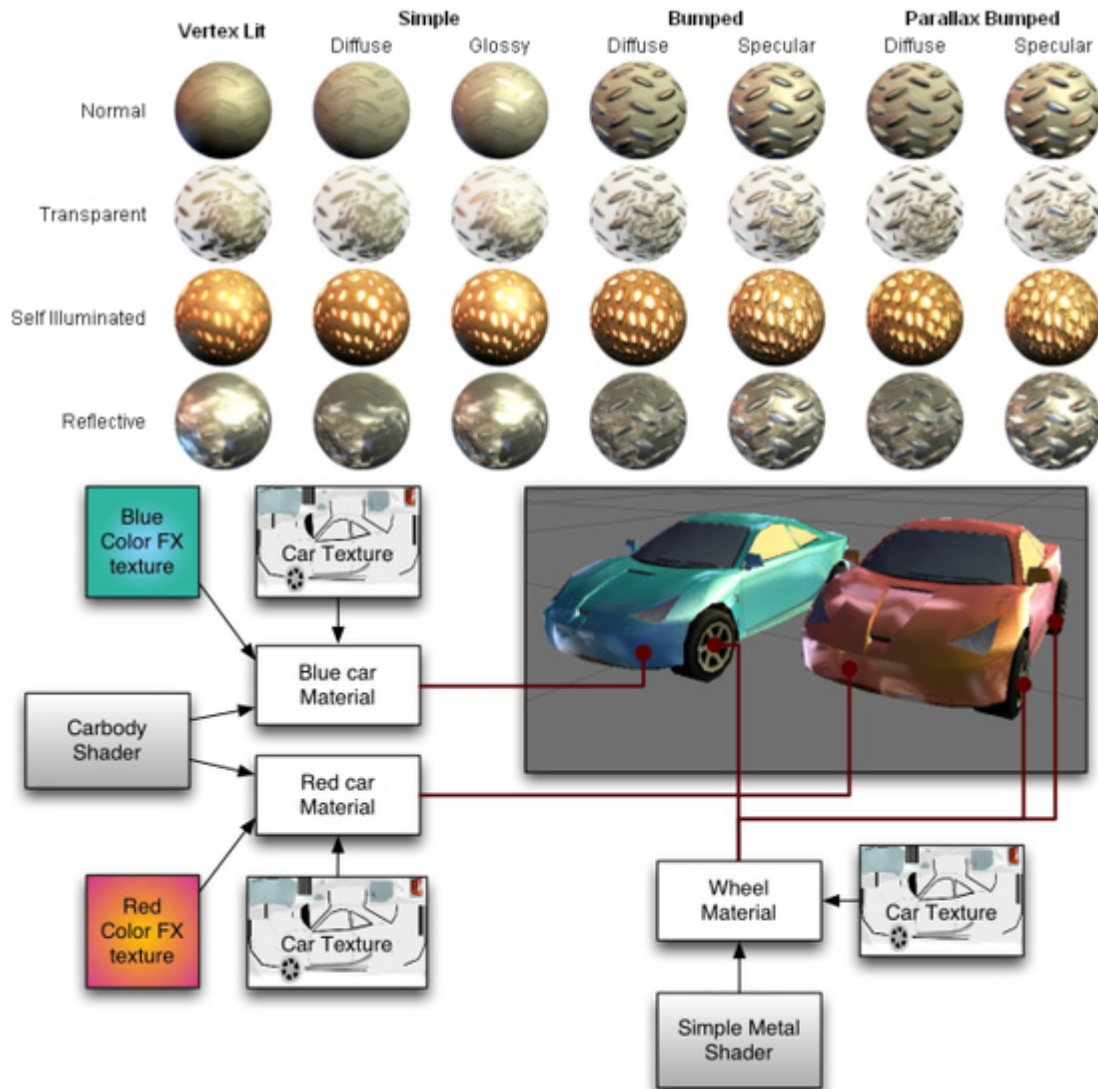 Vertex Lit
Simple
Bumped
Parallax Bumped
Diffuse
Glossy
Diffuse
Specular
Diffuse
Specular
Normal
Transparent
Self Illuminated
Reflective
Blue
Color FX
texture
Car Texture
Blue car
Material
Carbody
Shader
Red car
Material
Red
Color FX
texture
Car Texture
Wheel
Material
Car Texture
Simple Metal
Shader